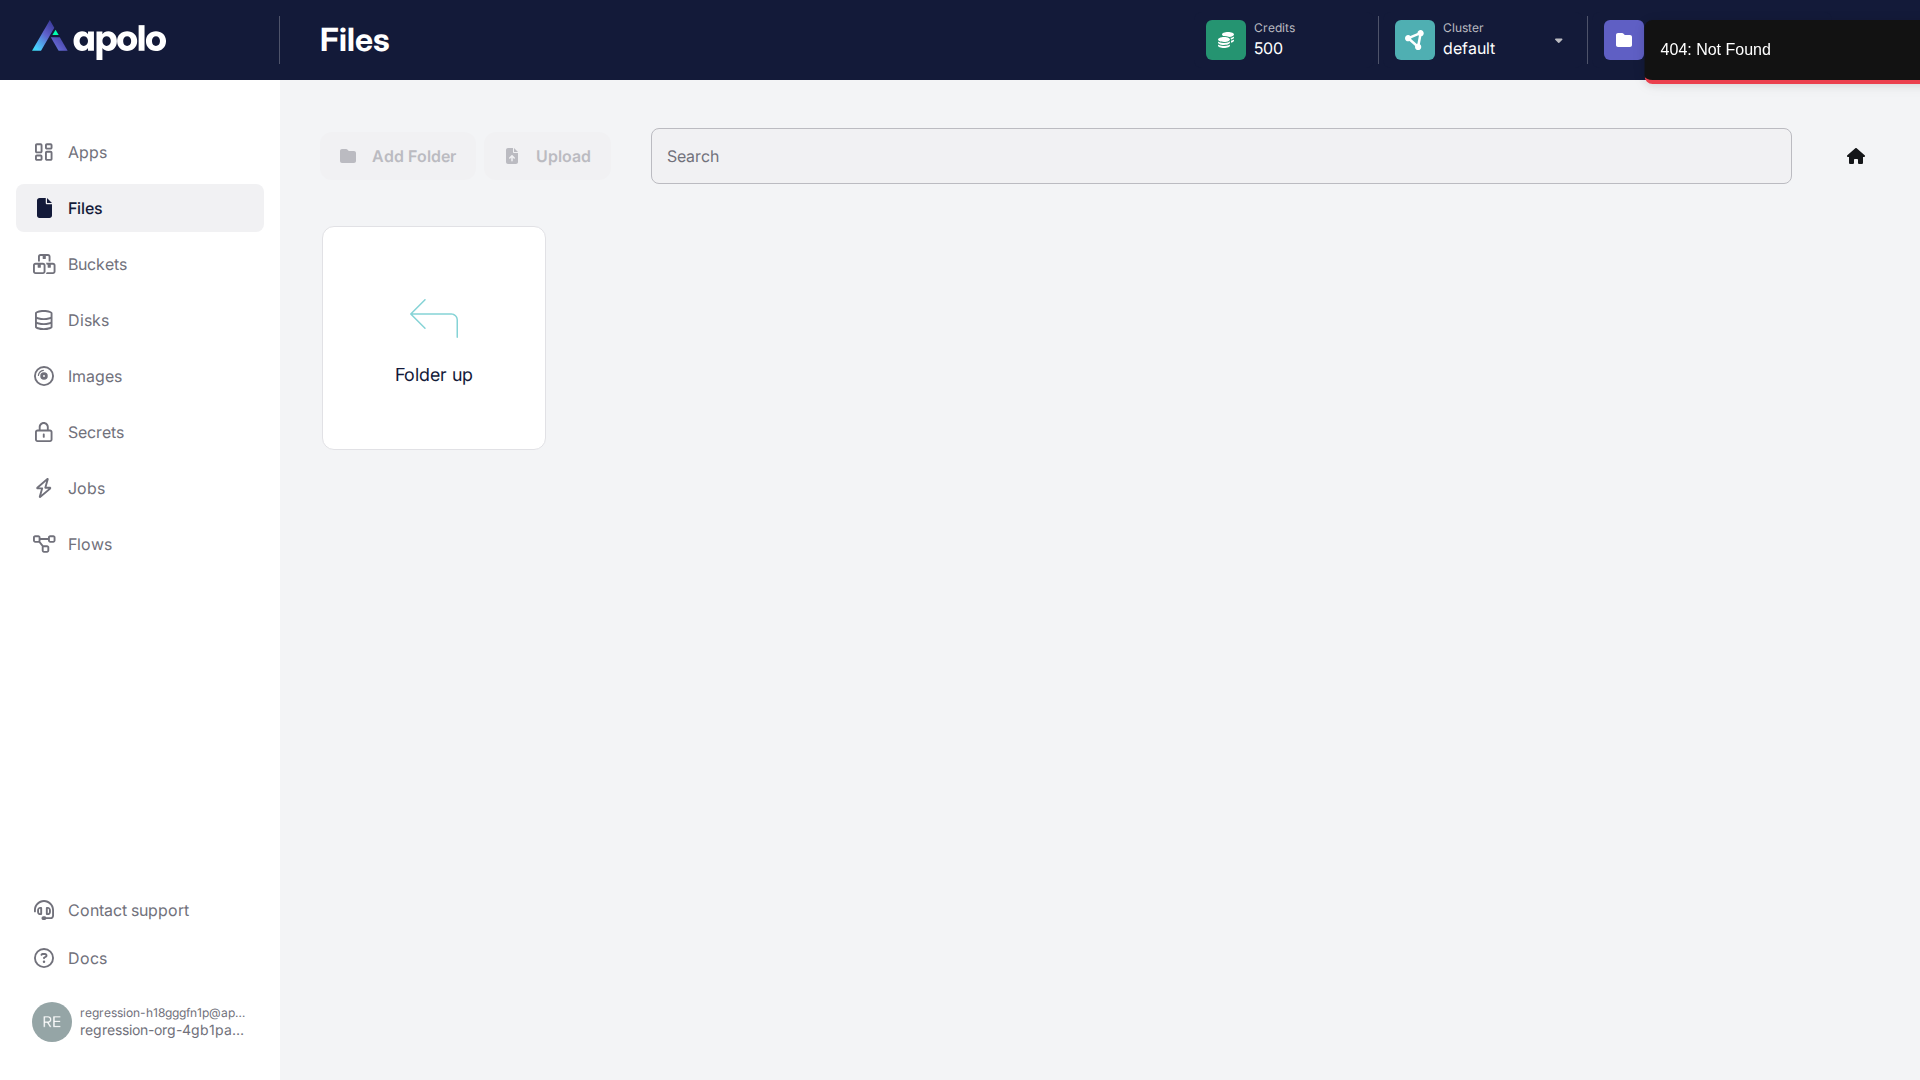 apolo
Files
Credits
500
Cluster
default
404: Not Found
Apps
Files
Buckets
Disks
Images
Secrets
Jobs
Flows
Add Folder
Upload
Search
Folder up
Contact support
Docs
RE
regression-h18gggfn1p@ap...
regression-org-4gb1pa...